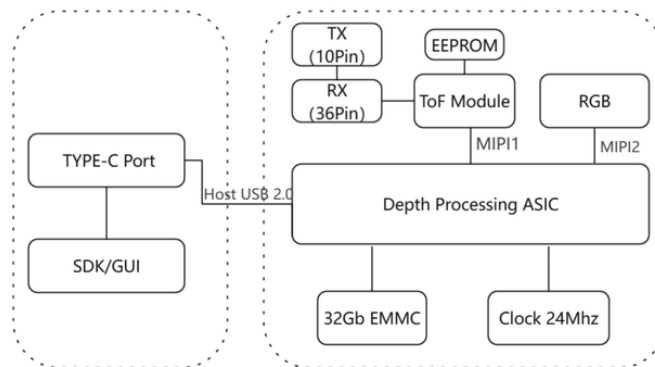 TX
(10Pin)
EEPROM
RX
(36Pin)
ToF Module
RGB
MIPI1
MIPI2
TYPE-C Port
Host USB 2.0
Depth Processing ASIC
SDK/GUI
32Gb EMMC
Clock 24Mhz